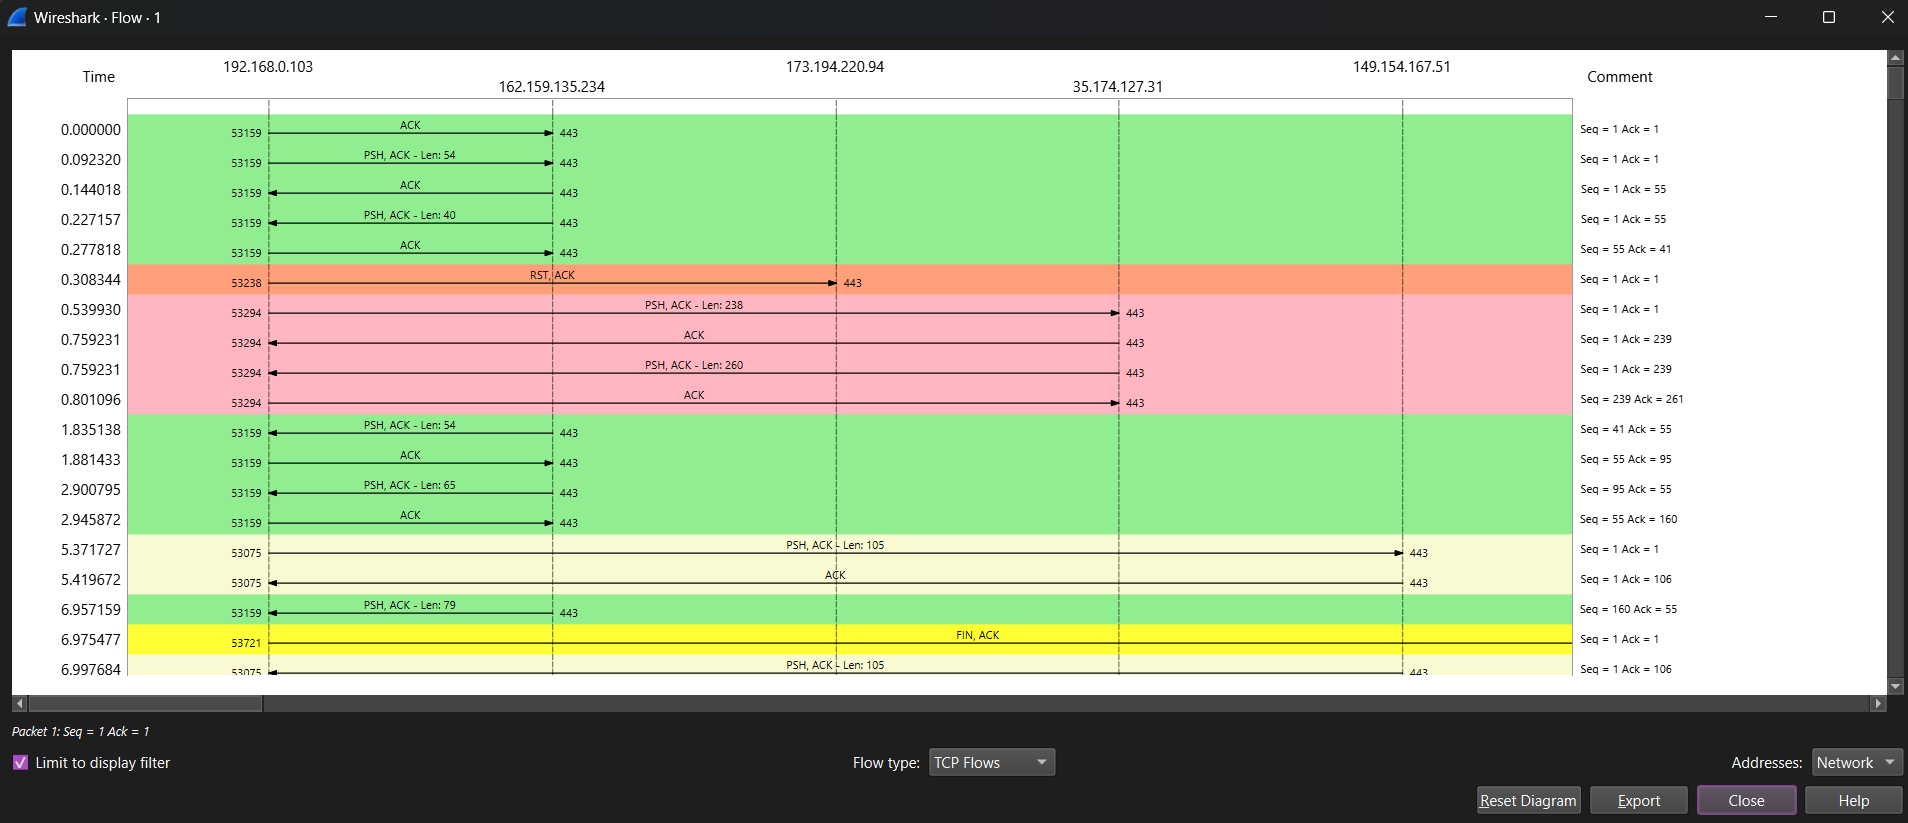 Wireshark · Flow · 1
192.168.0.103 173.194.220.94 149.154.167.51
Time 162.159.135.234 35.174.127.31 Comment
0.000000 53159 ACK 443 Seq = 1 Ack = 1
0.092320 53159 PSH, ACK - Len: 54 443 Seq = 1 Ack = 1
0.144018 53159 ACK 443 Seq = 1 Ack = 55
0.227157 53159 PSH, ACK - Len: 40 443 Seq = 1 Ack = 55
0.277818 53159 ACK 443 Seq = 55 Ack = 41
0.308344 53238 RST, ACK 443 Seq = 1 Ack = 1
0.539930 53294 PSH, ACK - Len: 238 443 Seq = 1 Ack = 1
0.759231 53294 ACK 443 Seq = 1 Ack = 239
0.759231 53294 PSH, ACK - Len: 260 443 Seq = 1 Ack = 239
0.801096 53294 ACK 443 Seq = 239 Ack = 261
1.835138 53159 PSH, ACK - Len: 54 443 Seq = 41 Ack = 55
1.881433 53159 ACK 443 Seq = 55 Ack = 95
2.900795 53159 PSH, ACK - Len: 65 443 Seq = 95 Ack = 55
2.945872 53159 ACK 443 Seq = 55 Ack = 160
5.371727 53075 PSH, ACK - Len: 105 443 Seq = 1 Ack = 1
5.419672 53075 ACK 443 Seq = 1 Ack = 106
6.957159 53159 PSH, ACK - Len: 79 443 Seq = 160 Ack = 55
6.975477 53721 FIN, ACK Seq = 1 Ack = 1
6.997684 53075 PSH, ACK - Len: 105 443 Seq = 1 Ack = 106
Packet 1: Seq = 1 Ack = 1
Limit to display filter Flow type: TCP Flows Addresses: Network
Reset Diagram Export Close Help